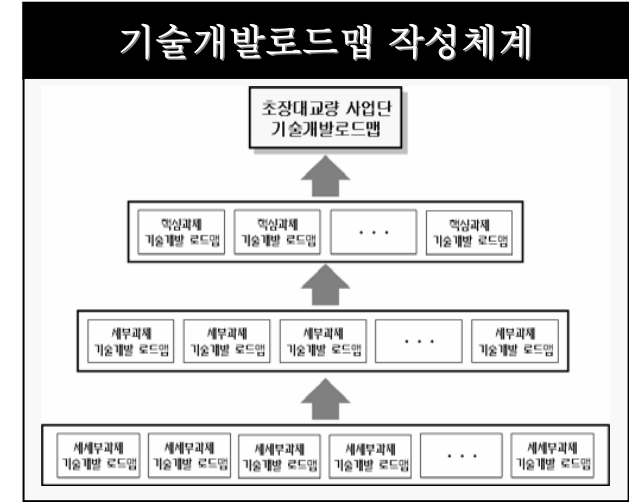 기술개발로드맵 작성체계
초장대교량 사업단
기술개발로드맵
핵심과제
기술개발 로드맵
핵심과제
기술개발 로드맵
. . .
핵심과제
기술개발 로드맵
세부과제
기술개발 로드맵
세부과제
기술개발 로드맵
세부과제
기술개발 로드맵
. . .
세부과제
기술개발 로드맵
세세부과제
기술개발 로드맵
세세부과제
기술개발 로드맵
세세부과제
기술개발 로드맵
세세부과제
기술개발 로드맵
. . .
세세부과제
기술개발 로드맵